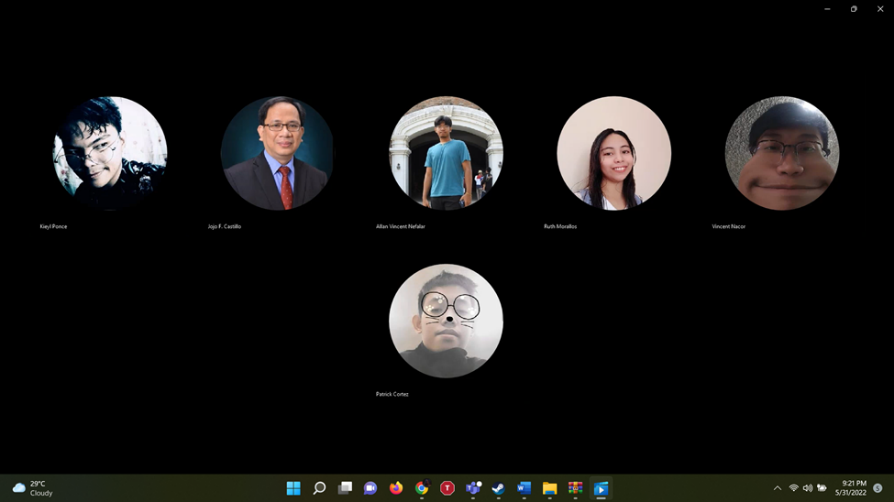 Kieyl Ponce
Jojo F. Castillo
Allan Vincent Nefalar
Ruth Morallos
Vincent Nacor
Patrick Cortez
29°C
Cloudy
9:21 PM
5/31/2022